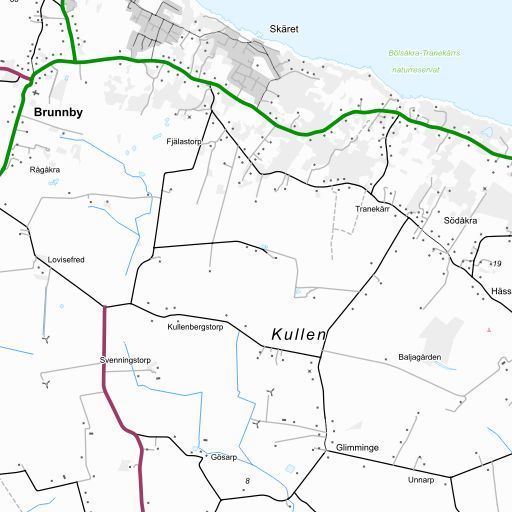 Skäret
Bölsåkra-Tranekärrs
naturreservat
Brunnby
Fjälastorp
Rågåkra
Tranekärr
Södåkra
Lovisefred
19
Häss
Kullenbergstorp
Kullen
Svenningstorp
Baljagården
Glimminge
Gösarp
Unnarp
8